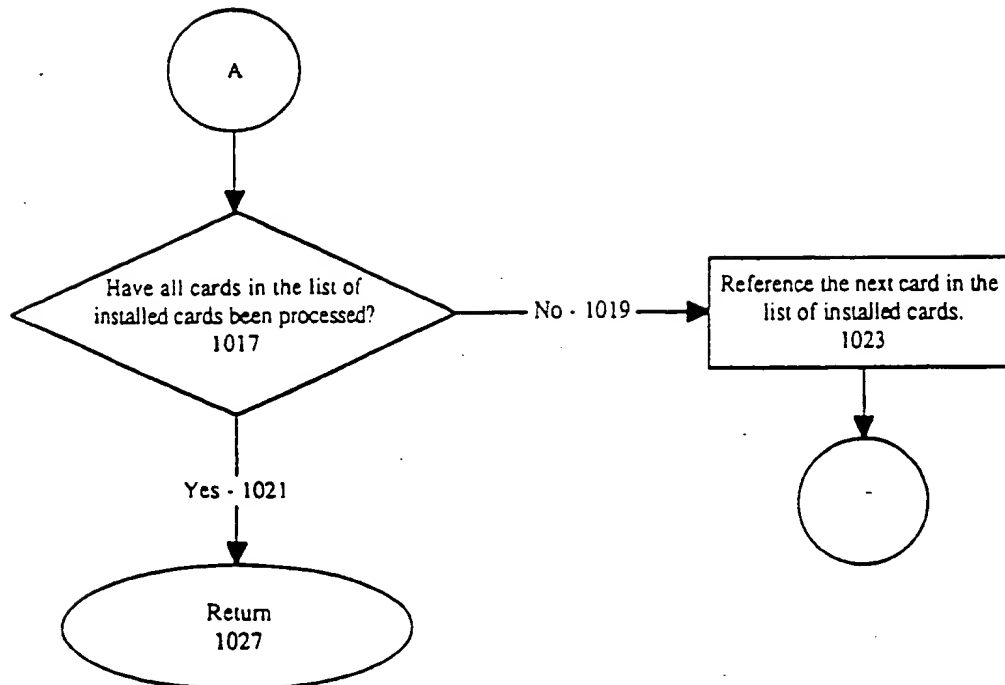 A
Have all cards in the list of
installed cards been processed?
1017
No - 1019
Reference the next card in the
list of installed cards.
1023
Yes - 1021
Return
1027